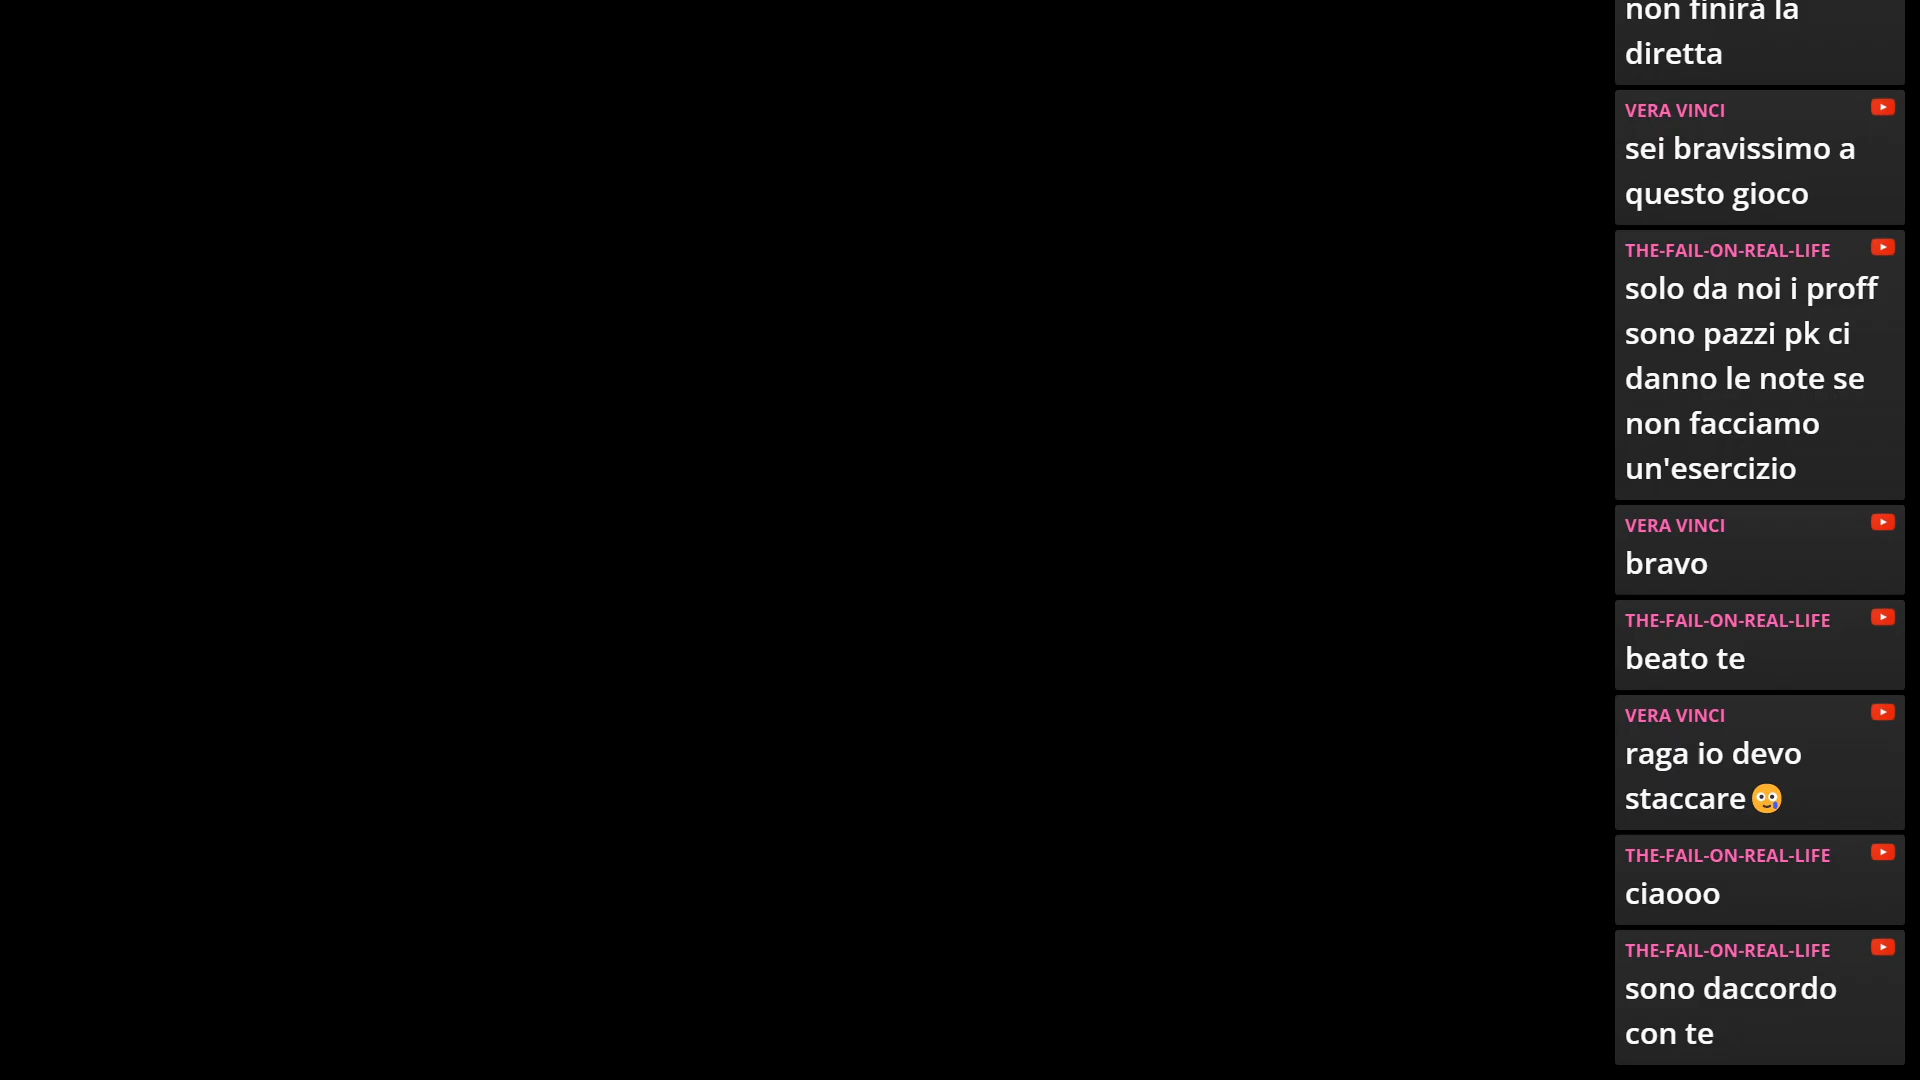 non finirà la
diretta
VERA VINCI
sei bravissimo a
questo gioco
THE-FAIL-ON-REAL-LIFE
solo da noi i proff
sono pazzi pk ci
danno le note se
non facciamo
un'esercizio
VERA VINCI
bravo
THE-FAIL-ON-REAL-LIFE
beato te
VERA VINCI
raga io devo
staccare
THE-FAIL-ON-REAL-LIFE
ciaooo
THE-FAIL-ON-REAL-LIFE
sono daccordo
con te